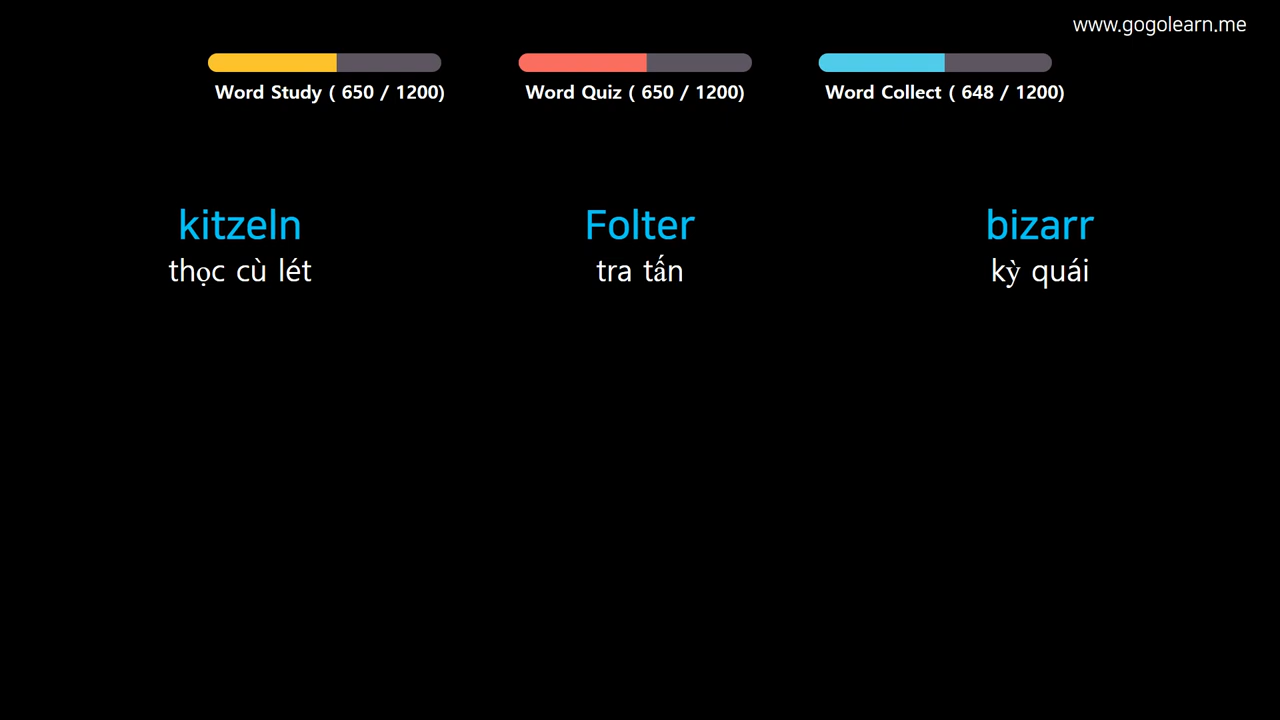 www.gogolearn.me
Word Study ( 650 / 1200)
Word Quiz ( 650 / 1200)
Word Collect ( 648 / 1200)
kitzeln
thọc cù lét
Folter
tra tấn
bizarr
kỳ quái